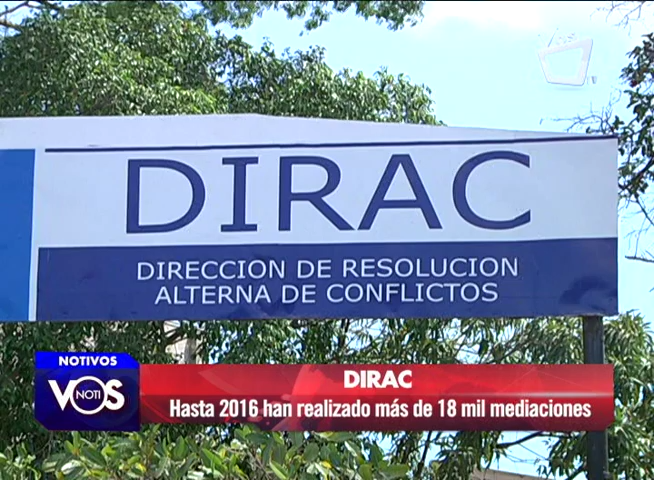 DIRAC
DIRECCION DE RESOLUCION
ALTERNA DE CONFLICTOS
NOTIVOS
VOS
NOTI
DIRAC
Hasta 2016 han realizado más de 18 mil mediaciones